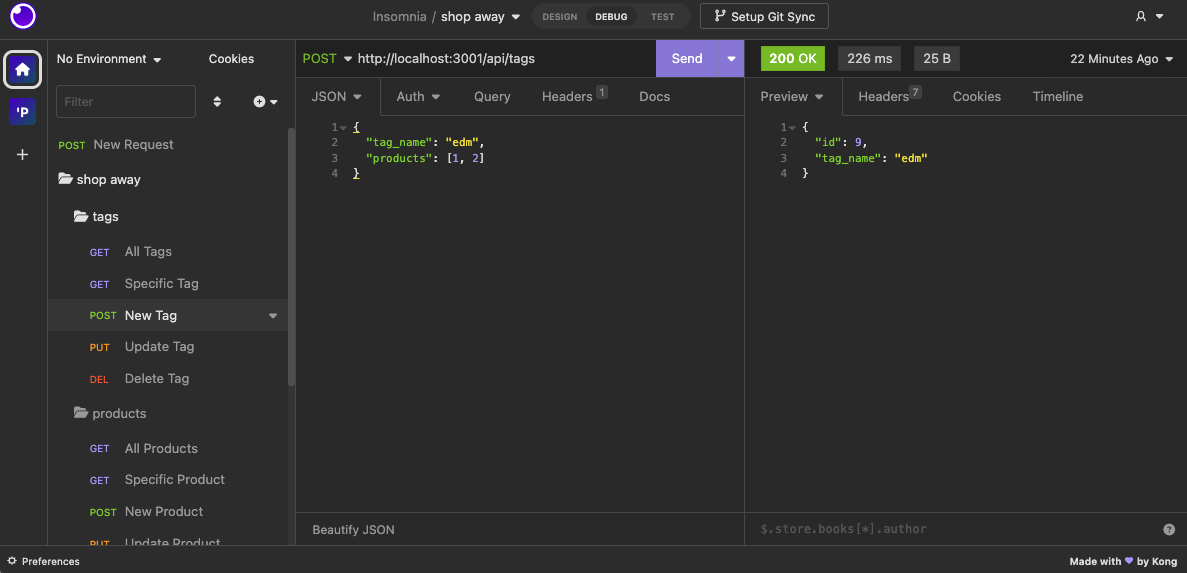 Insomnia / shop away
DESIGN DEBUG TEST
Setup Git Sync
No Environment
Cookies
Filter
POST New Request
shop away
tags
GET All Tags
GET Specific Tag
POST New Tag
PUT Update Tag
DEL Delete Tag
products
GET All Products
GET Specific Product
POST New Product
PUT Update Product
Preferences
'P
POST http://localhost:3001/api/tags
Send
JSON Auth Query Headers 1 Docs
1 {
2 "tag_name": "edm",
3 "products": [1, 2]
4 }
Beautify JSON
200 OK 226 ms 25 B 22 Minutes Ago
Preview Headers 7 Cookies Timeline
1 {
2 "id": 9,
3 "tag_name": "edm"
4 }
$.store.books[*].author
Made with by Kong